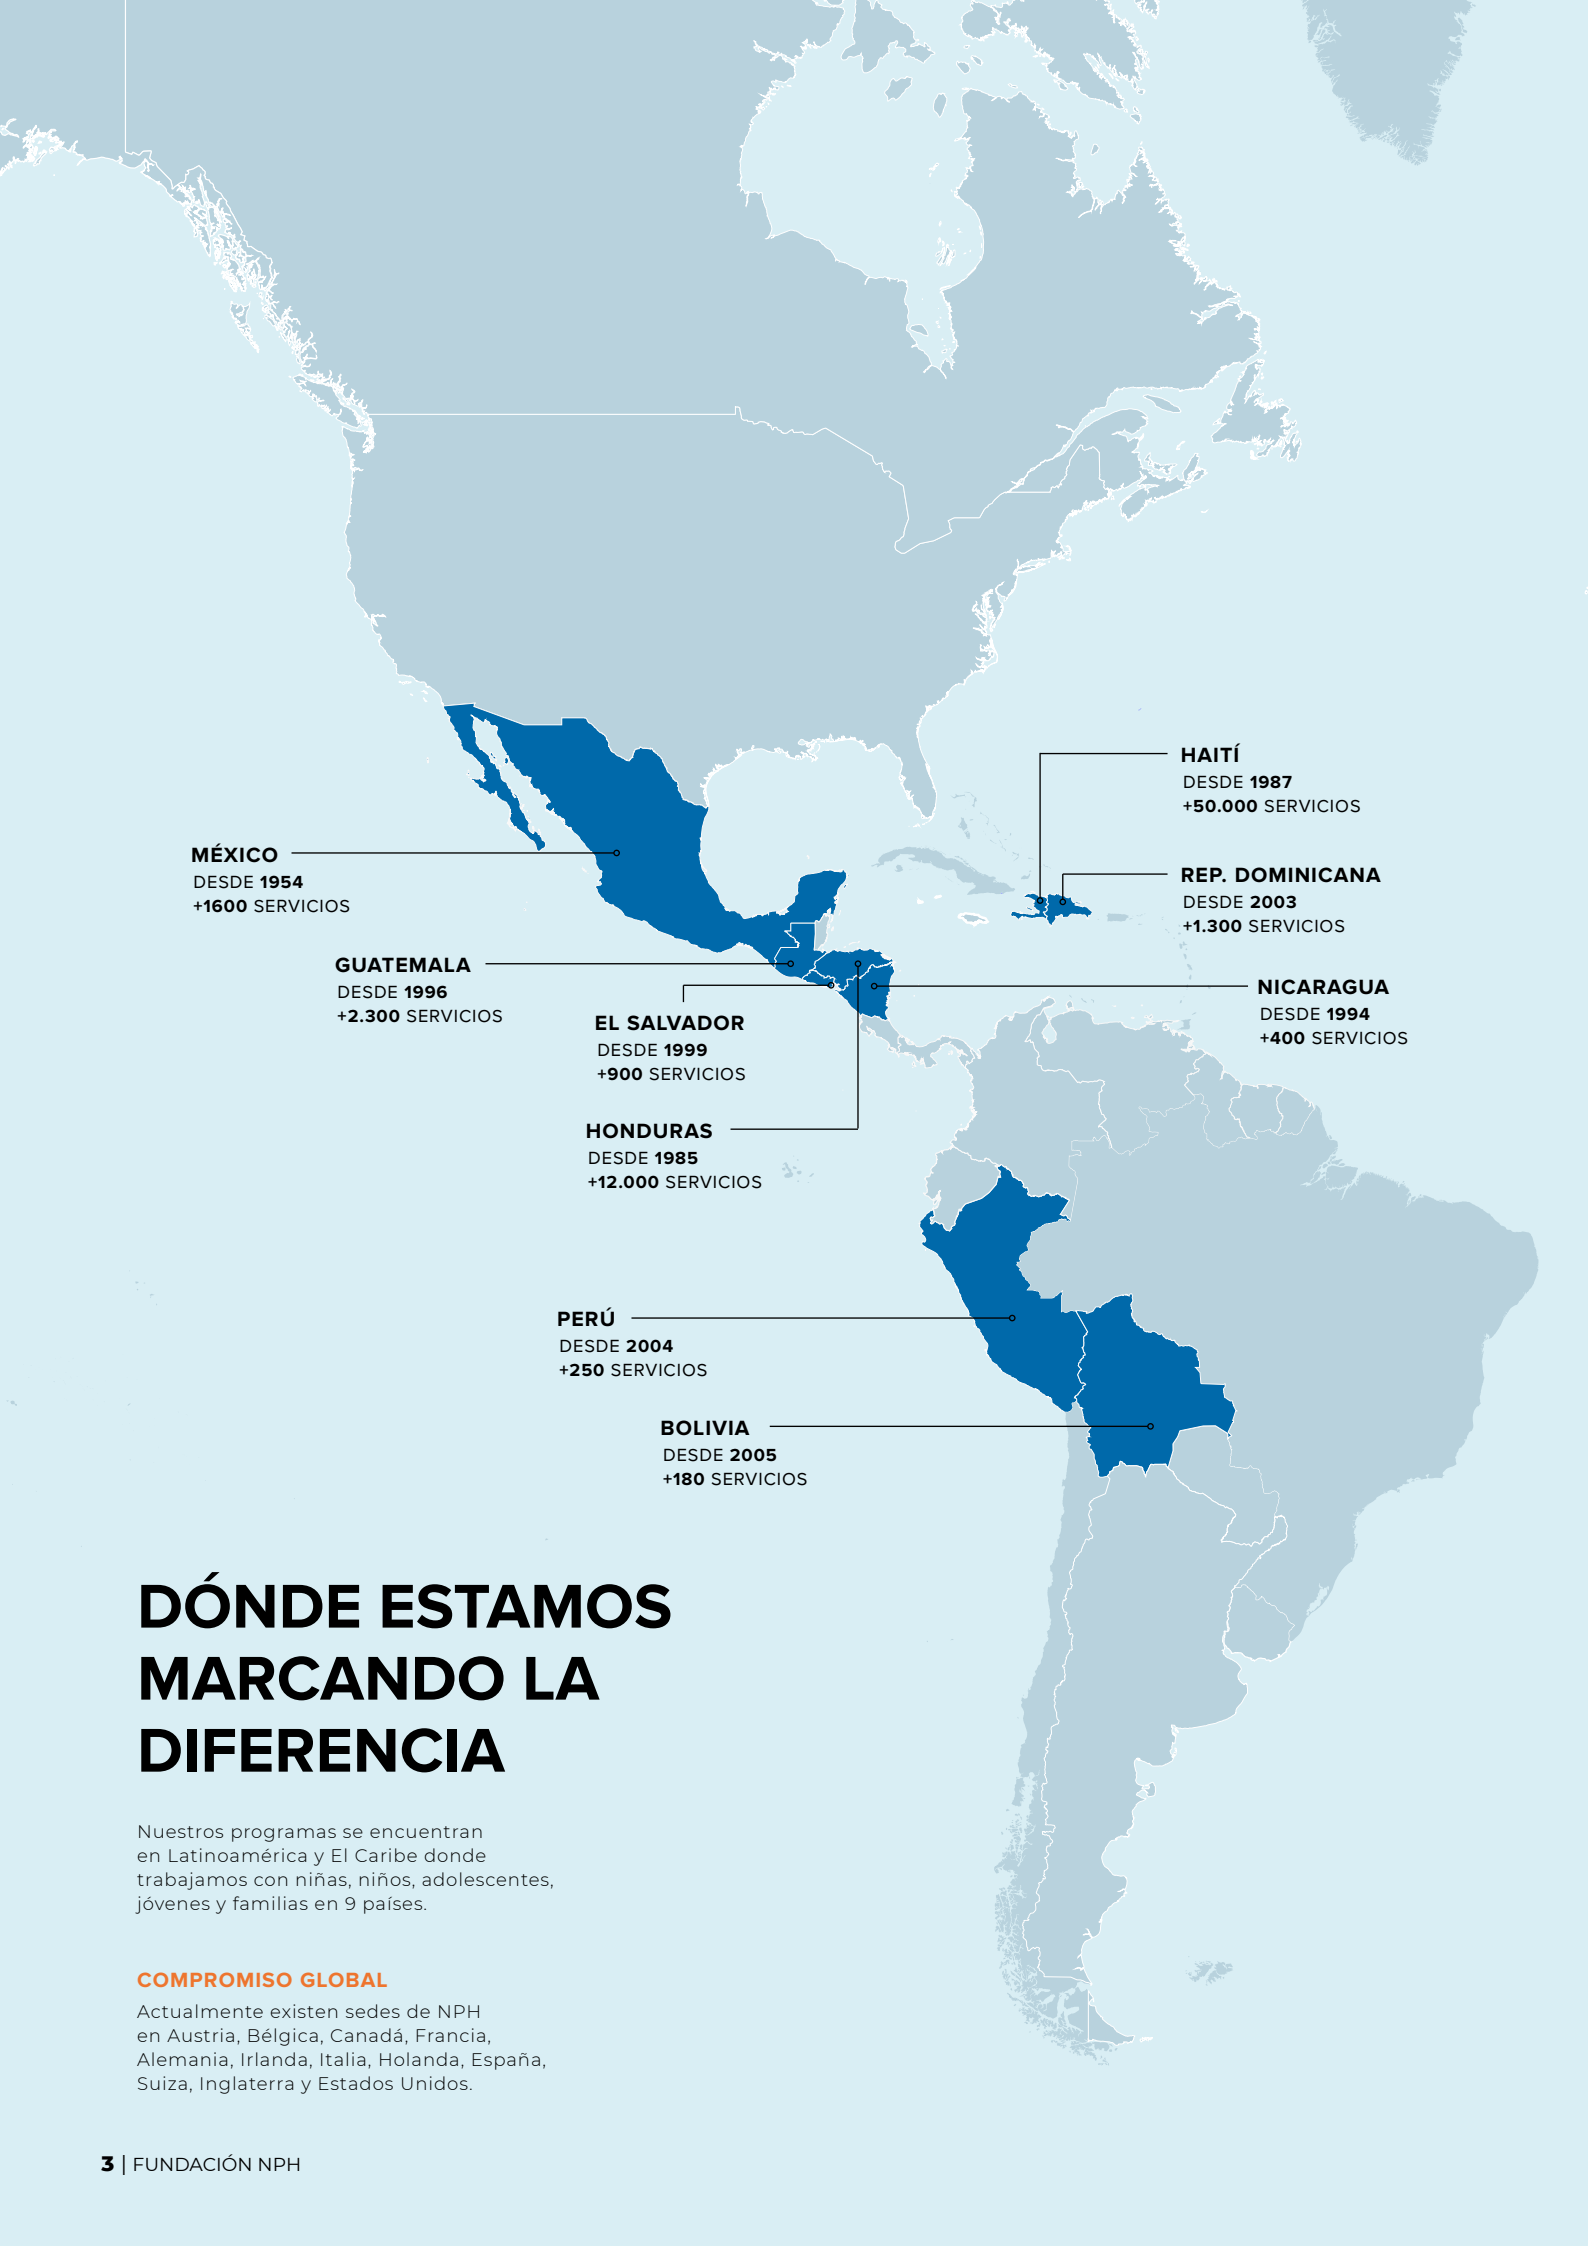 HAITÍ
DESDE 1987
+50.000 SERVICIOS
MÉXICO
DESDE 1954
+1600 SERVICIOS
REP. DOMINICANA
DESDE 2003
+1.300 SERVICIOS
GUATEMALA
DESDE 1996
+2.300 SERVICIOS
EL SALVADOR
DESDE 1999
+900 SERVICIOS
NICARAGUA
DESDE 1994
+400 SERVICIOS
HONDURAS
DESDE 1985
+12.000 SERVICIOS
PERÚ
DESDE 2004
+250 SERVICIOS
BOLIVIA
DESDE 2005
+180 SERVICIOS
DÓNDE ESTAMOS
MARCANDO LA
DIFERENCIA
Nuestros programas se encuentran
en Latinoamérica y El Caribe donde
trabajamos con niñas, niños, adolescentes,
jóvenes y familias en 9 países.
COMPROMISO GLOBAL
Actualmente existen sedes de NPH
en Austria, Bélgica, Canadá, Francia,
Alemania, Irlanda, Italia, Holanda, España,
Suiza, Inglaterra y Estados Unidos.
3 | FUNDACIÓN NPH